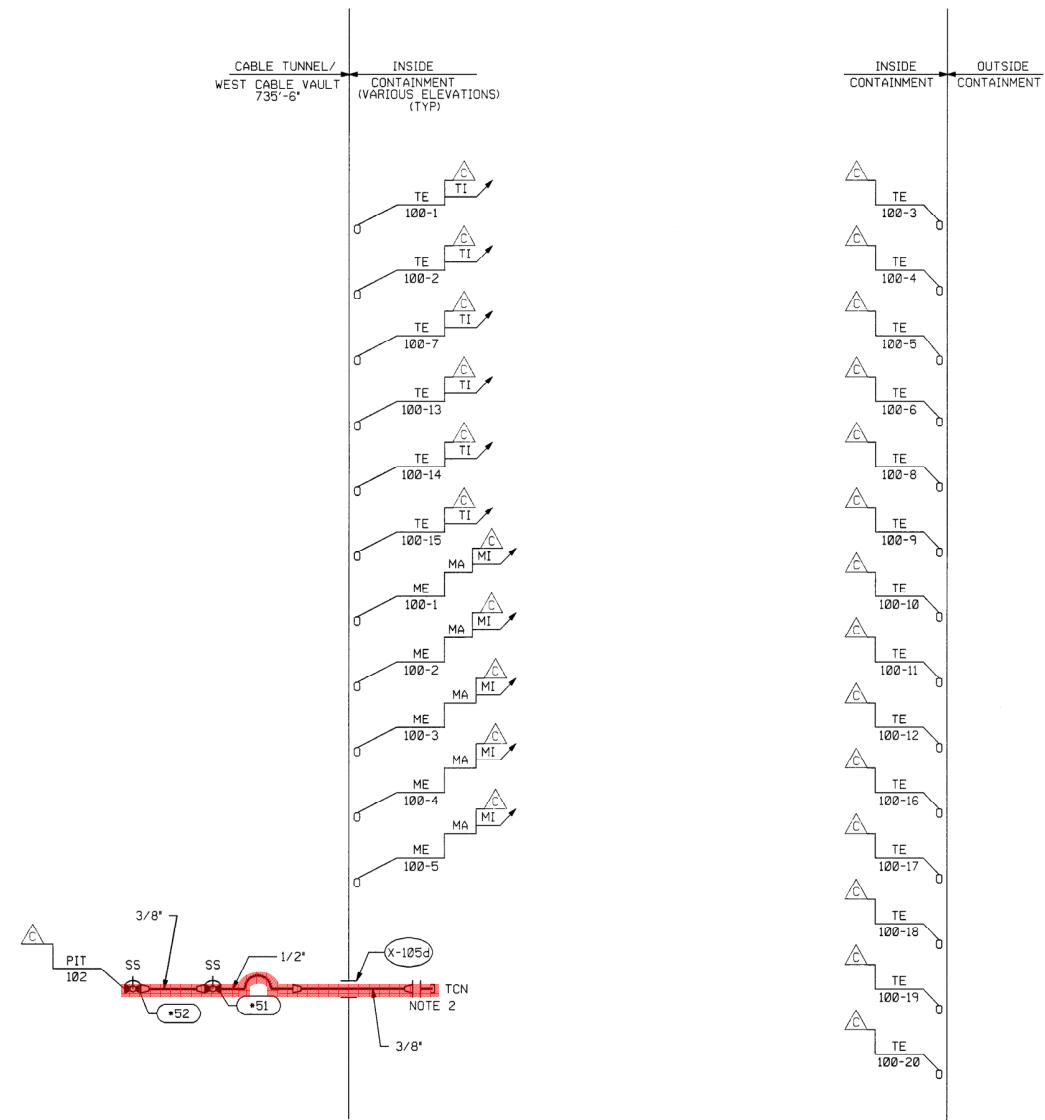 CABLE TUNNEL/
WEST CABLE VAULT
735'-6"
INSIDE
CONTAINMENT
(VARIOUS ELEVATIONS)
(TYP)
INSIDE
CONTAINMENT
OUTSIDE
CONTAINMENT
C
TI
TE
100-1
C
TI
TE
100-2
C
TI
TE
100-7
C
TI
TE
100-13
C
TI
TE
100-14
C
TI
TE
100-15
C
MA
MI
ME
100-1
C
MA
MI
ME
100-2
C
MA
MI
ME
100-3
C
MA
MI
ME
100-4
C
MA
MI
ME
100-5
C
TE
100-3
C
TE
100-4
C
TE
100-5
C
TE
100-6
C
TE
100-8
C
TE
100-9
C
TE
100-10
C
TE
100-11
C
TE
100-12
C
TE
100-16
C
TE
100-17
C
TE
100-18
C
TE
100-19
C
TE
100-20
C
PIT
102
3/8"
SS
SS
1/2"
X-105d
*52
*51
TCN
NOTE 2
3/8"